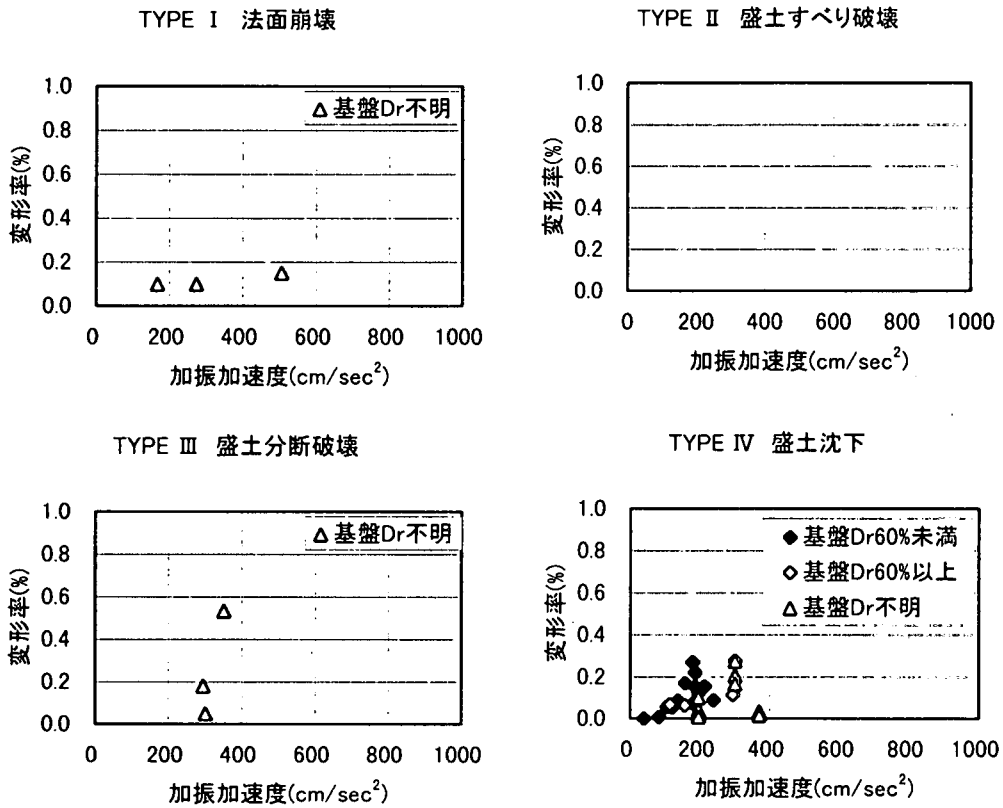 TYPE Ⅰ 法面崩壊
変形率(%)
1.0
0.8
0.6
0.4
0.2
0.0
△基盤Dr不明
0 200 400 600 800 1000
加振加速度(cm/sec²)
TYPE Ⅱ 盛土すべり破壊
変形率(%)
1.0
0.8
0.6
0.4
0.2
0.0
0 200 400 600 800 1000
加振加速度(cm/sec²)
TYPE Ⅲ 盛土分断破壊
変形率(%)
1.0
0.8
0.6
0.4
0.2
0.0
△基盤Dr不明
0 200 400 600 800 1000
加振加速度(cm/sec²)
TYPE Ⅳ 盛土沈下
変形率(%)
1.0
0.8
0.6
0.4
0.2
0.0
◆基盤Dr60%未満
◇基盤Dr60%以上
△基盤Dr不明
0 200 400 600 800 1000
加振加速度(cm/sec²)